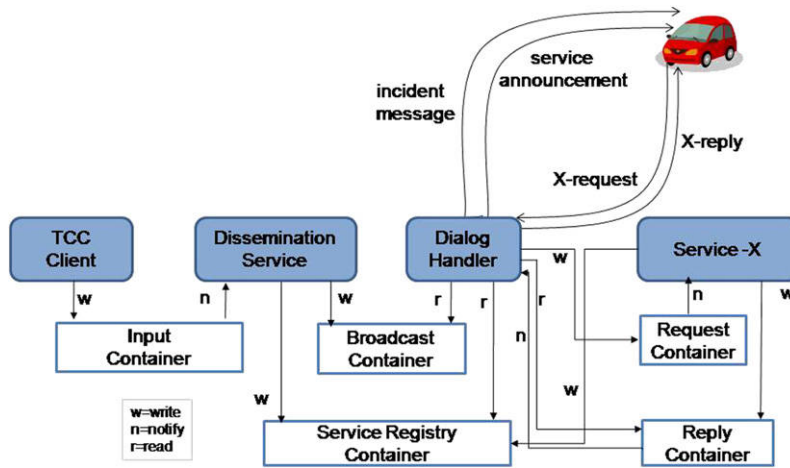 incident
message
service
announcement
X-reply
X-request
TCC
Client
Dissemination
Service
Dialog
Handler
Service -X
w
n
w
r
r
w
r
n
w
Input
Container
Broadcast
Container
n
Request
Container
w=write
n=notify
r=read
w
w
Service Registry
Container
Reply
Container